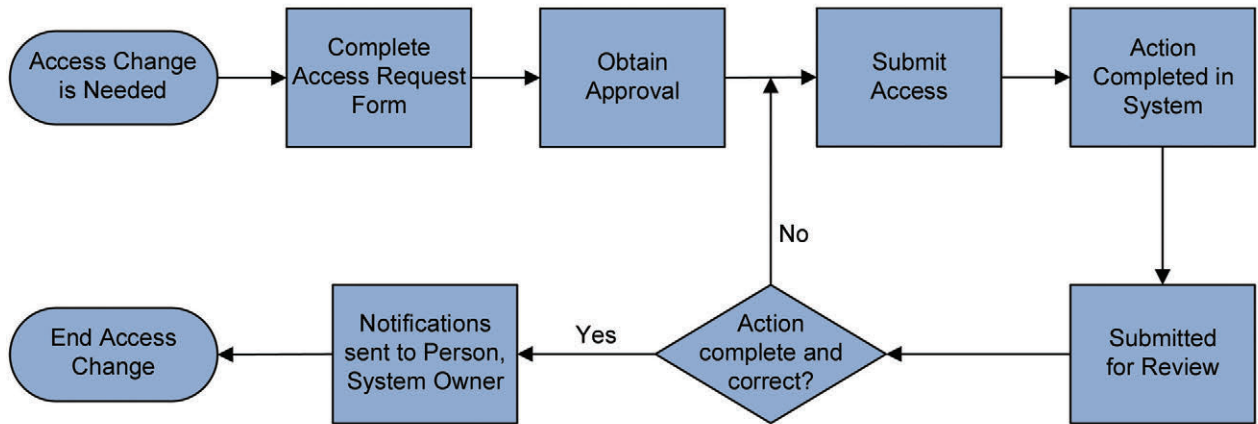 Access Change
is Needed
Complete
Access Request
Form
Obtain
Approval
Submit
Access
Action
Completed in
System
No
End Access
Change
Notifications
sent to Person,
System Owner
Yes
Action
complete and
correct?
Submitted
for Review